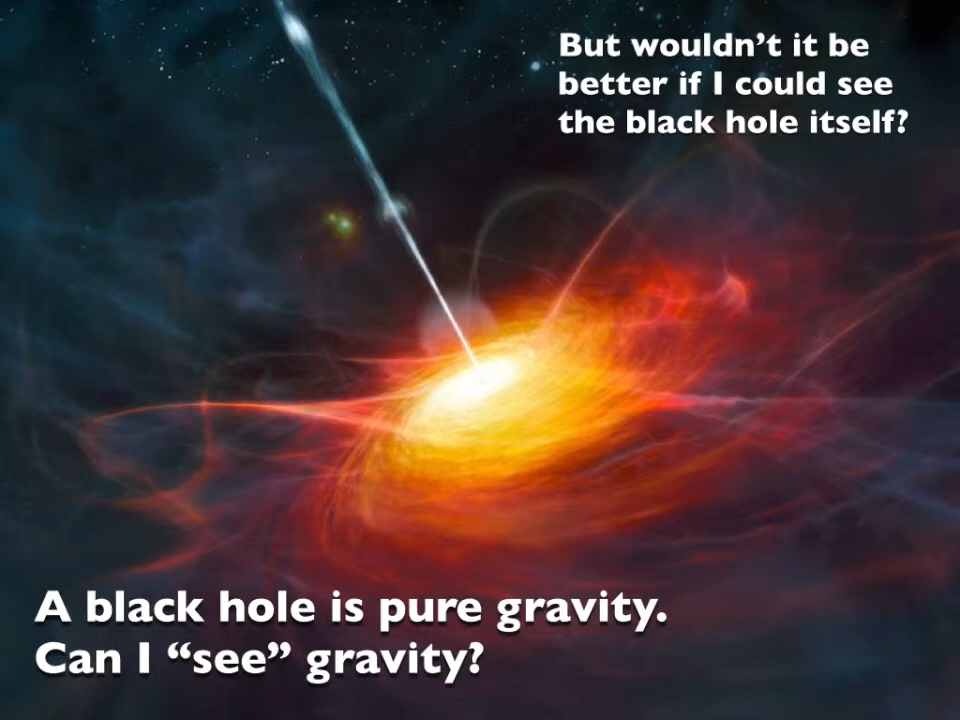 But wouldn’t it be
better if I could see
the black hole itself?
A black hole is pure gravity.
Can I “see” gravity?